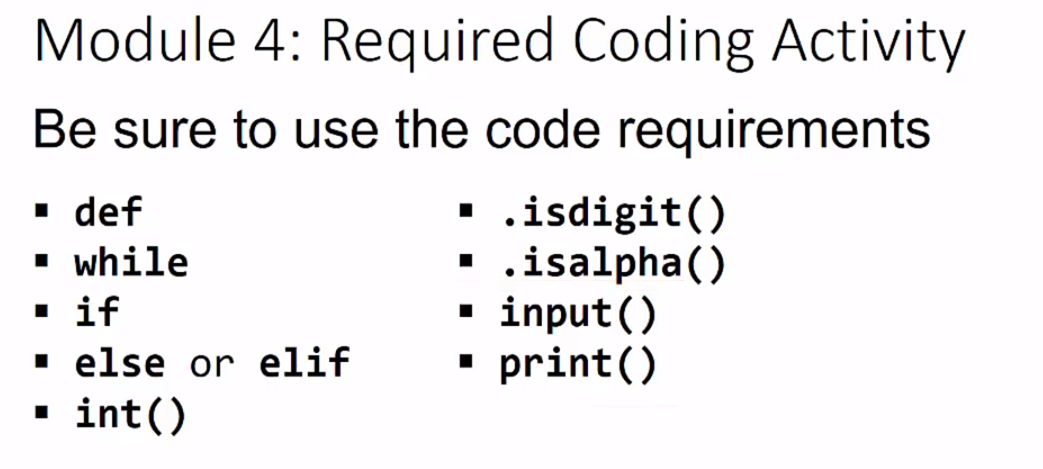 Module 4: Required Coding Activity
Be sure to use the code requirements
▪ def
▪ while
▪ if
▪ else or elif
▪ int()
▪ .isdigit()
▪ .isalpha()
▪ input()
▪ print()